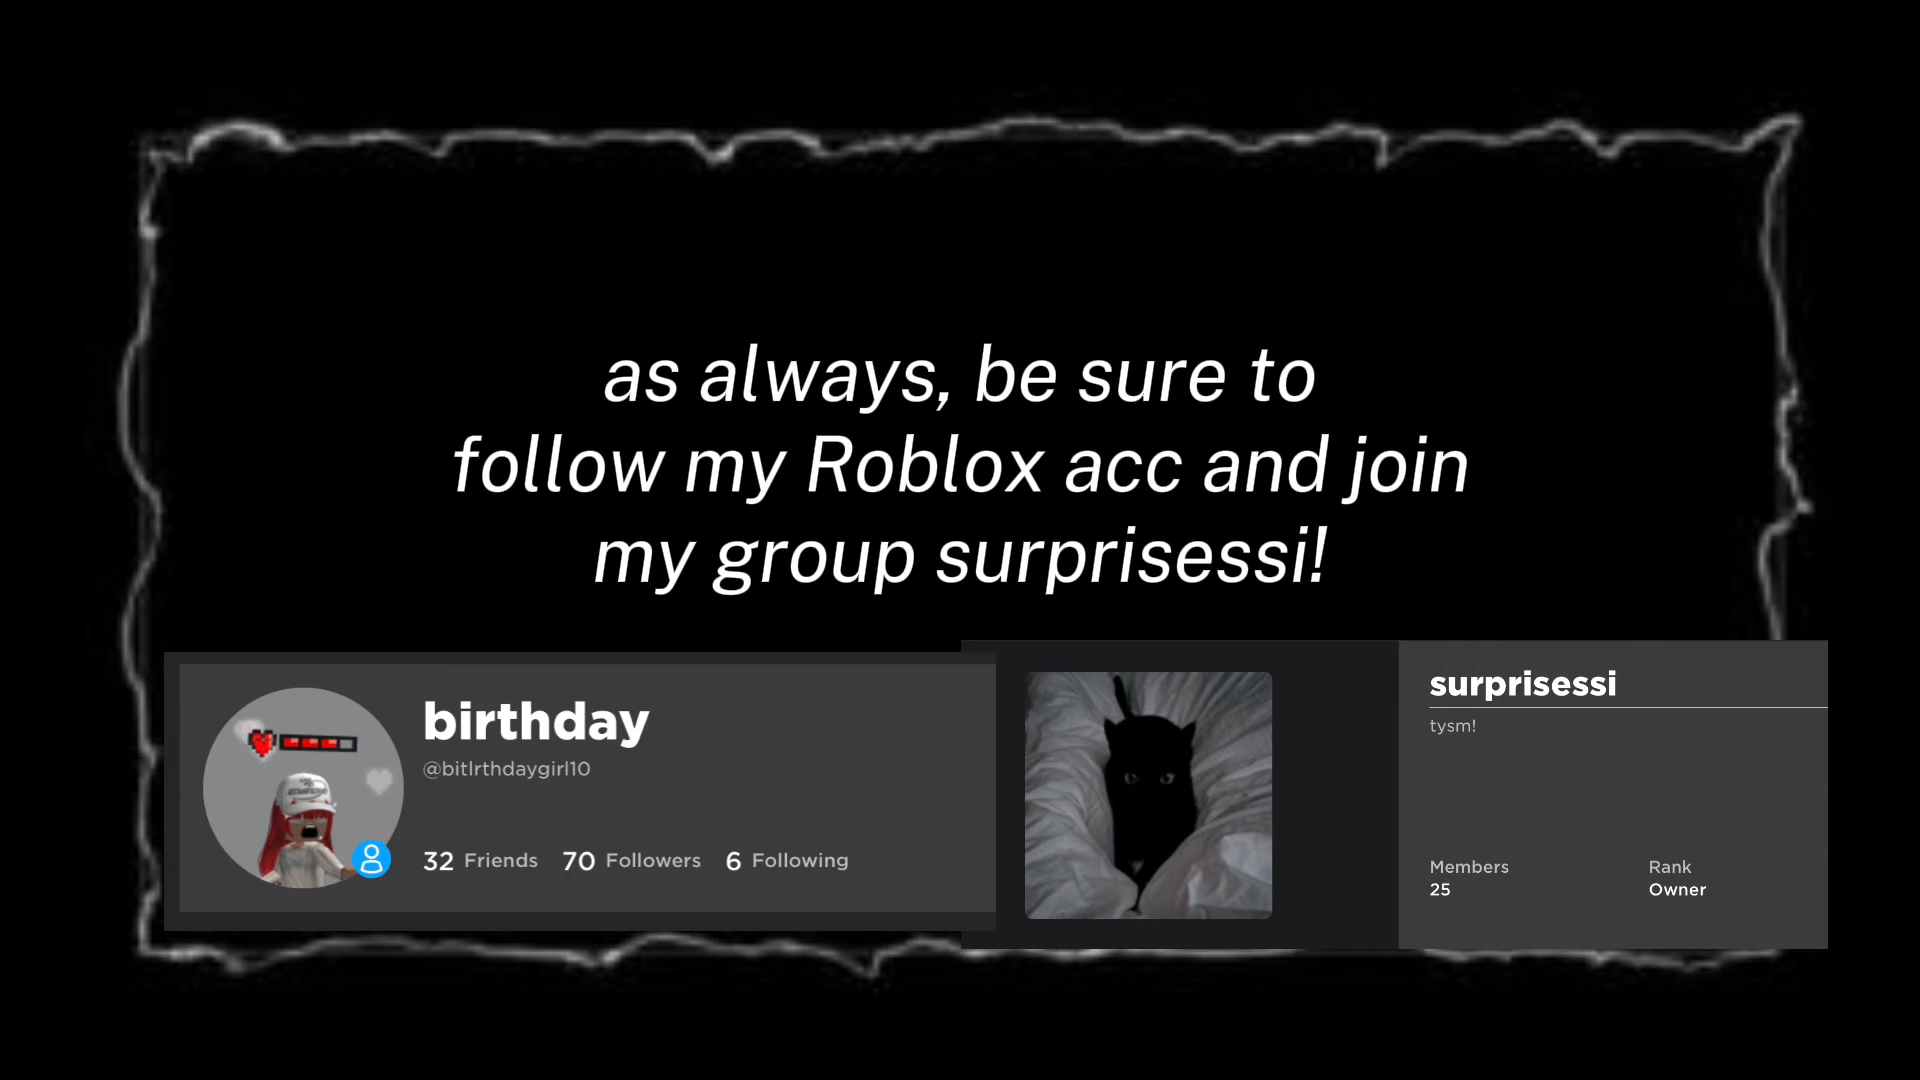 as always, be sure to
follow my Roblox acc and join
my group surprisessi!
birthday
@bitlrthdaygirl10
32 Friends 70 Followers 6 Following
surprisessi
tysm!
Members Rank
25 Owner